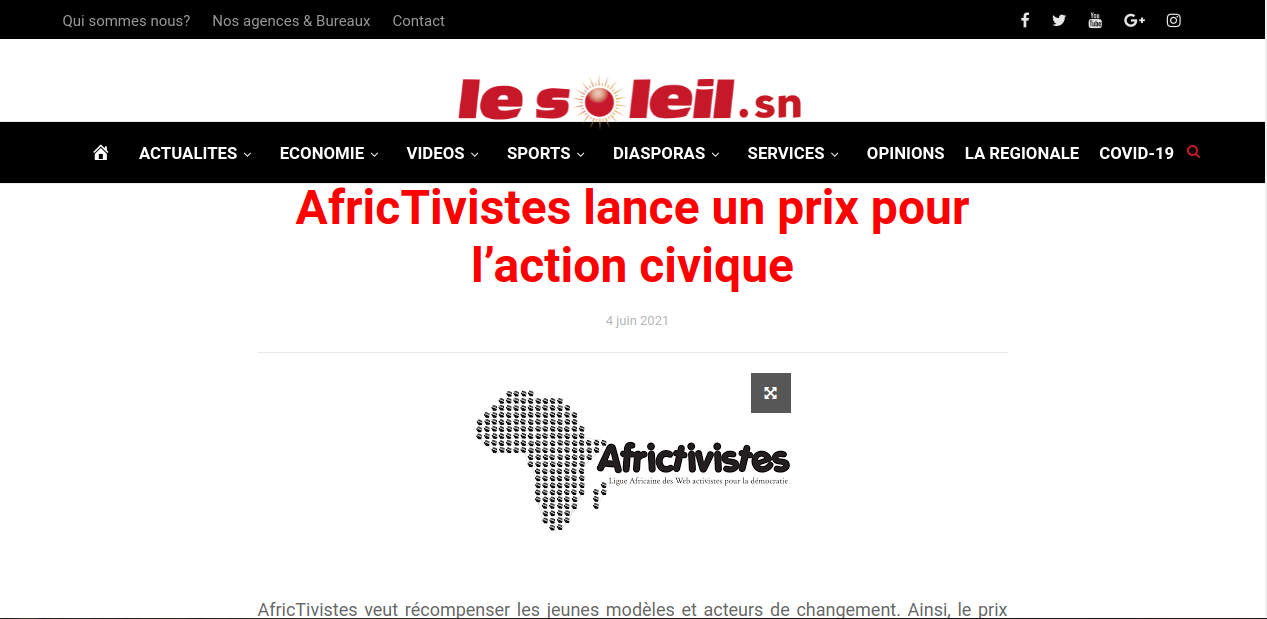 Qui sommes nous? Nos agences & Bureaux Contact
le soleil.sn
ACTUALITES ECONOMIE VIDEOS SPORTS DIASPORAS SERVICES OPINIONS LA REGIONALE COVID-19
AfricTivistes lance un prix pour
l’action civique
4 juin 2021
Africtivistes
Ligue Africaine des Web activistes pour la démocratie
AfricTivistes veut récompenser les jeunes modèles et acteurs de changement. Ainsi, le prix